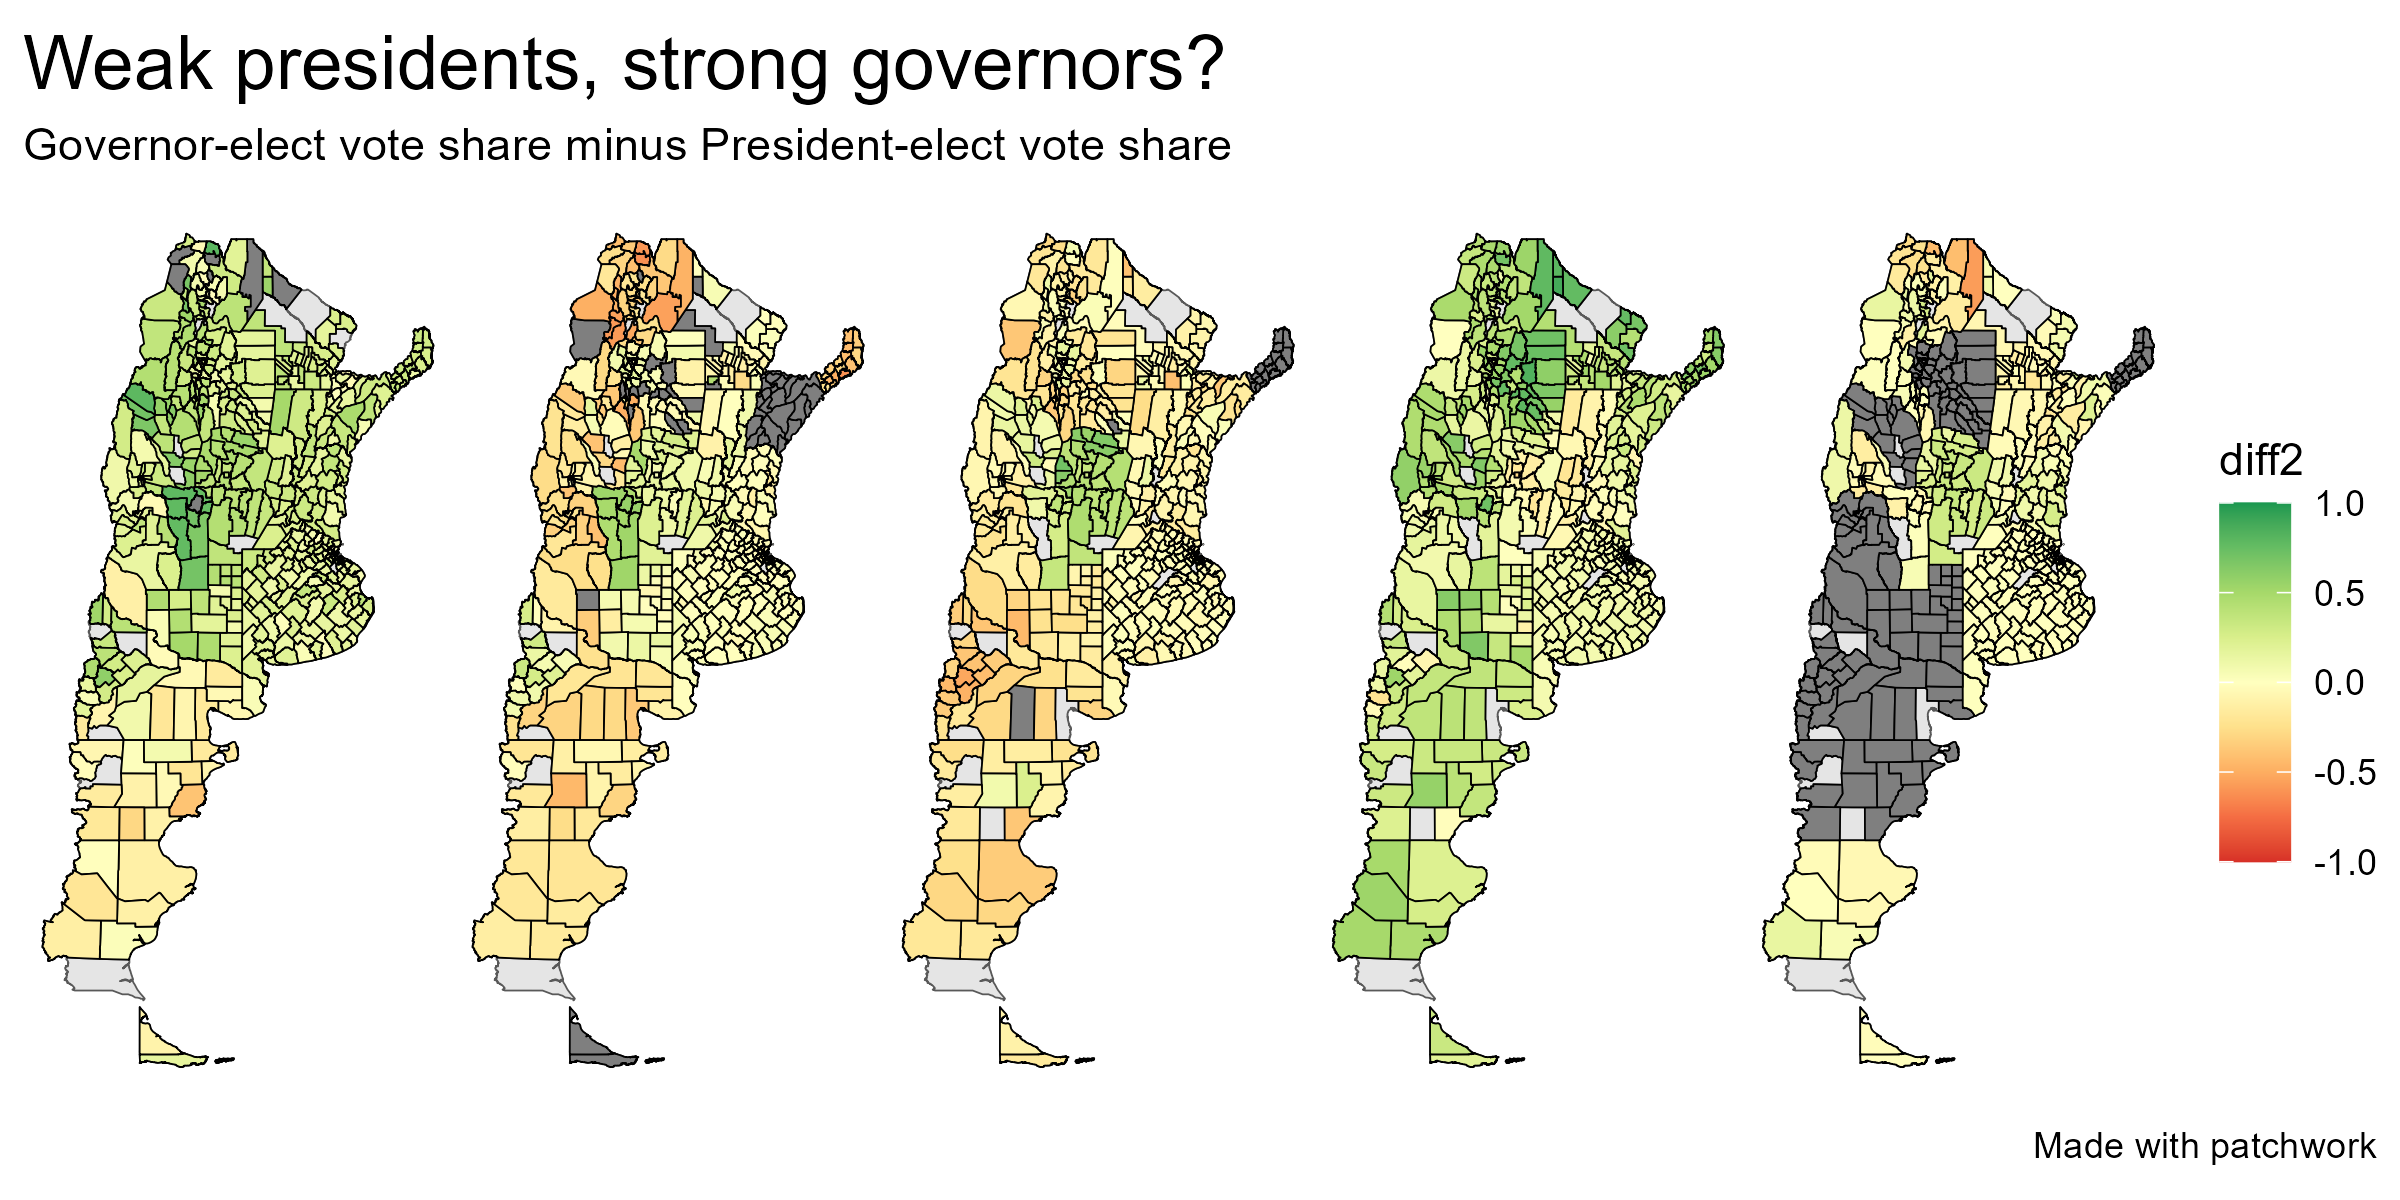 Weak presidents, strong governors?
Governor-elect vote share minus President-elect vote share
diff2
1.0
0.5
0.0
-0.5
-1.0
Made with patchwork